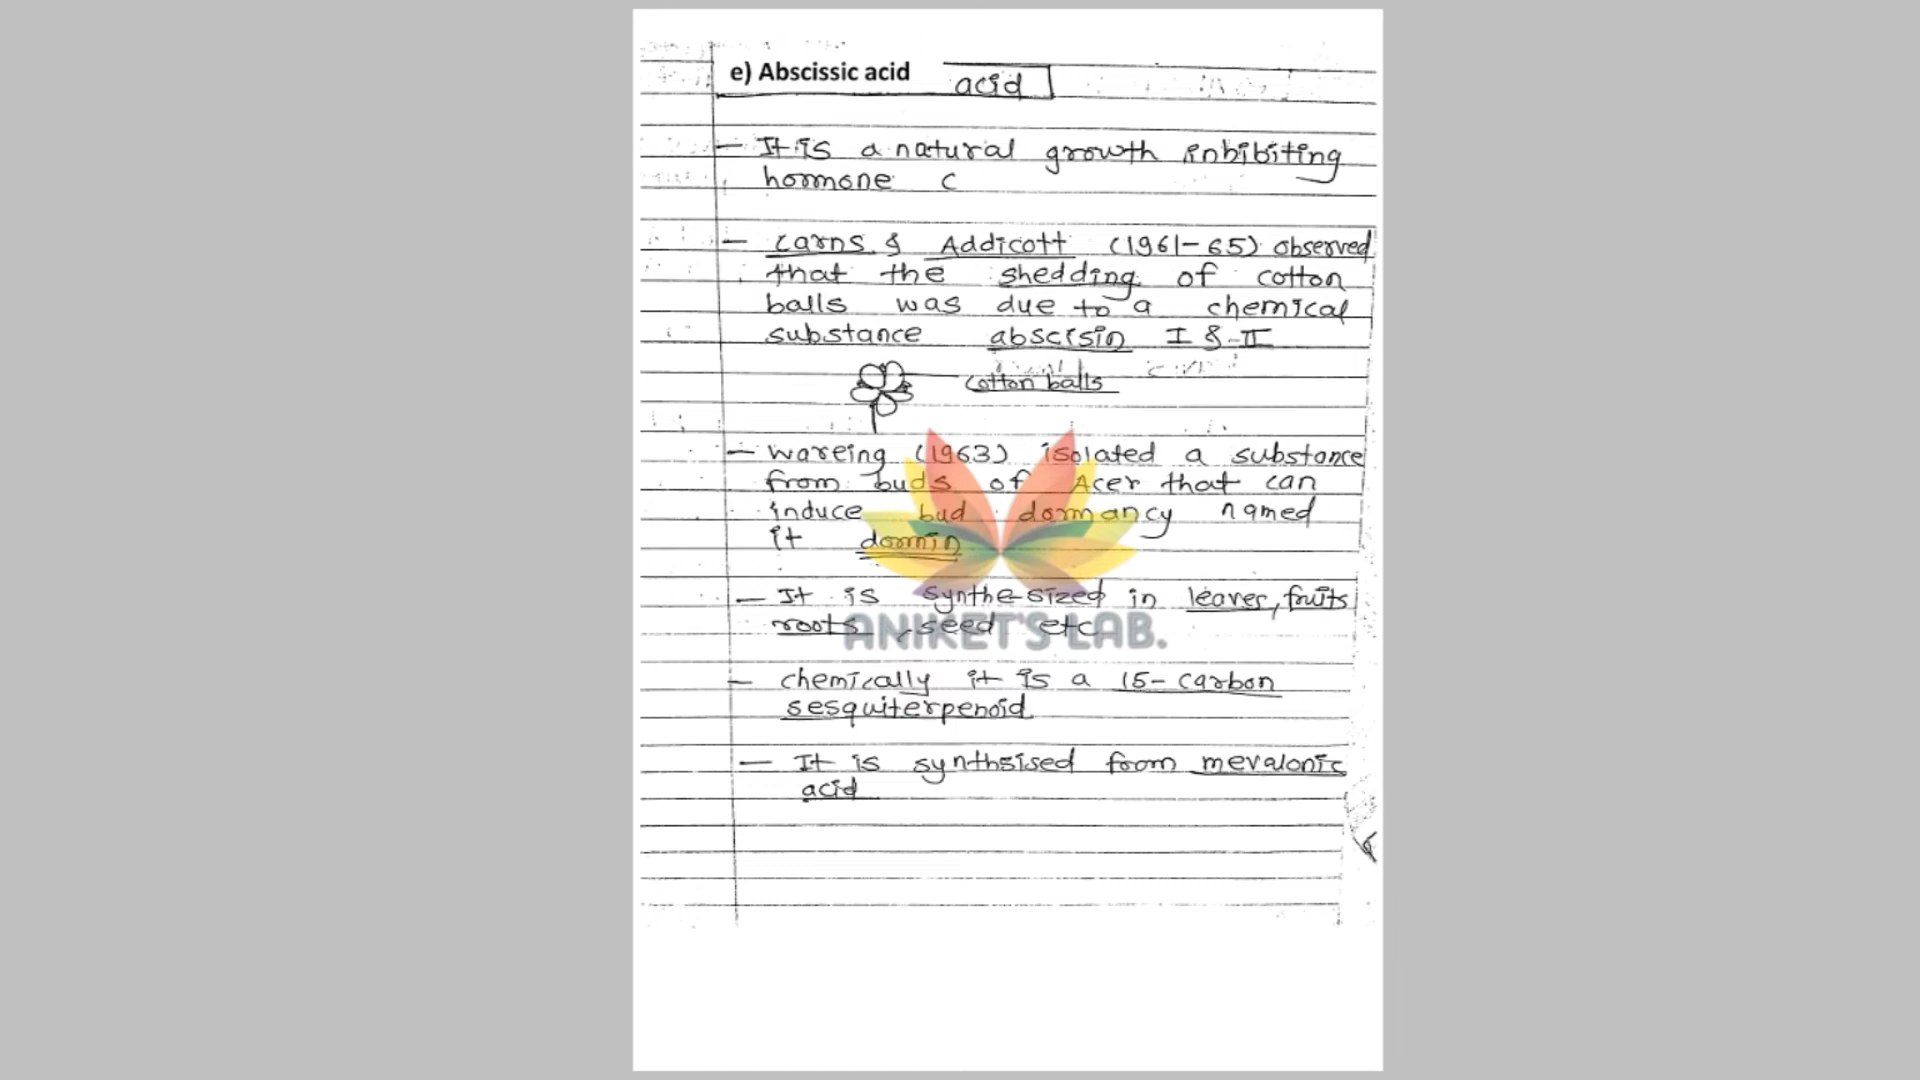 e) Abscissic acid acid
- It is a natural growth inhibiting
hormone c
- Carns & Addicott (1961-65) observed
that the shedding of cotton
balls was due to a chemical
substance abscisin I & II
cotton balls
- Wareing (1963) isolated a substance
from buds of Acer that can
induce bud dormancy named
it dormin
- It is synthesized in leaves, fruits
roots, seed etc
ANIKET'S LAB.
- chemically it is a 15-carbon
sesquiterpenoid
- It is synthsised from mevalonic
acid